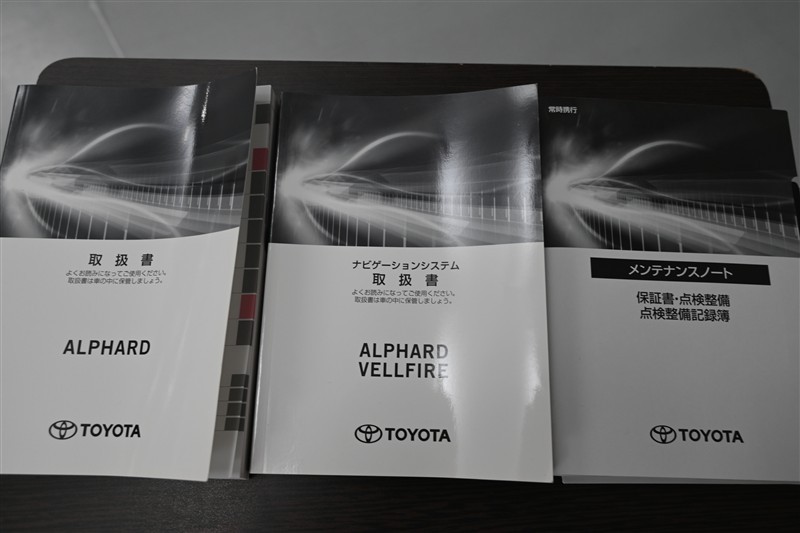 取扱書
よくお読みになってご使用ください。
取扱書は車の中に保管しましょう。
ALPHARD
TOYOTA
ナビゲーションシステム
取扱書
よくお読みになってご使用ください。
取扱書は車の中に保管しましょう。
ALPHARD
VELLFIRE
TOYOTA
常時携行
メンテナンスノート
保証書・点検整備
点検整備記録簿
TOYOTA